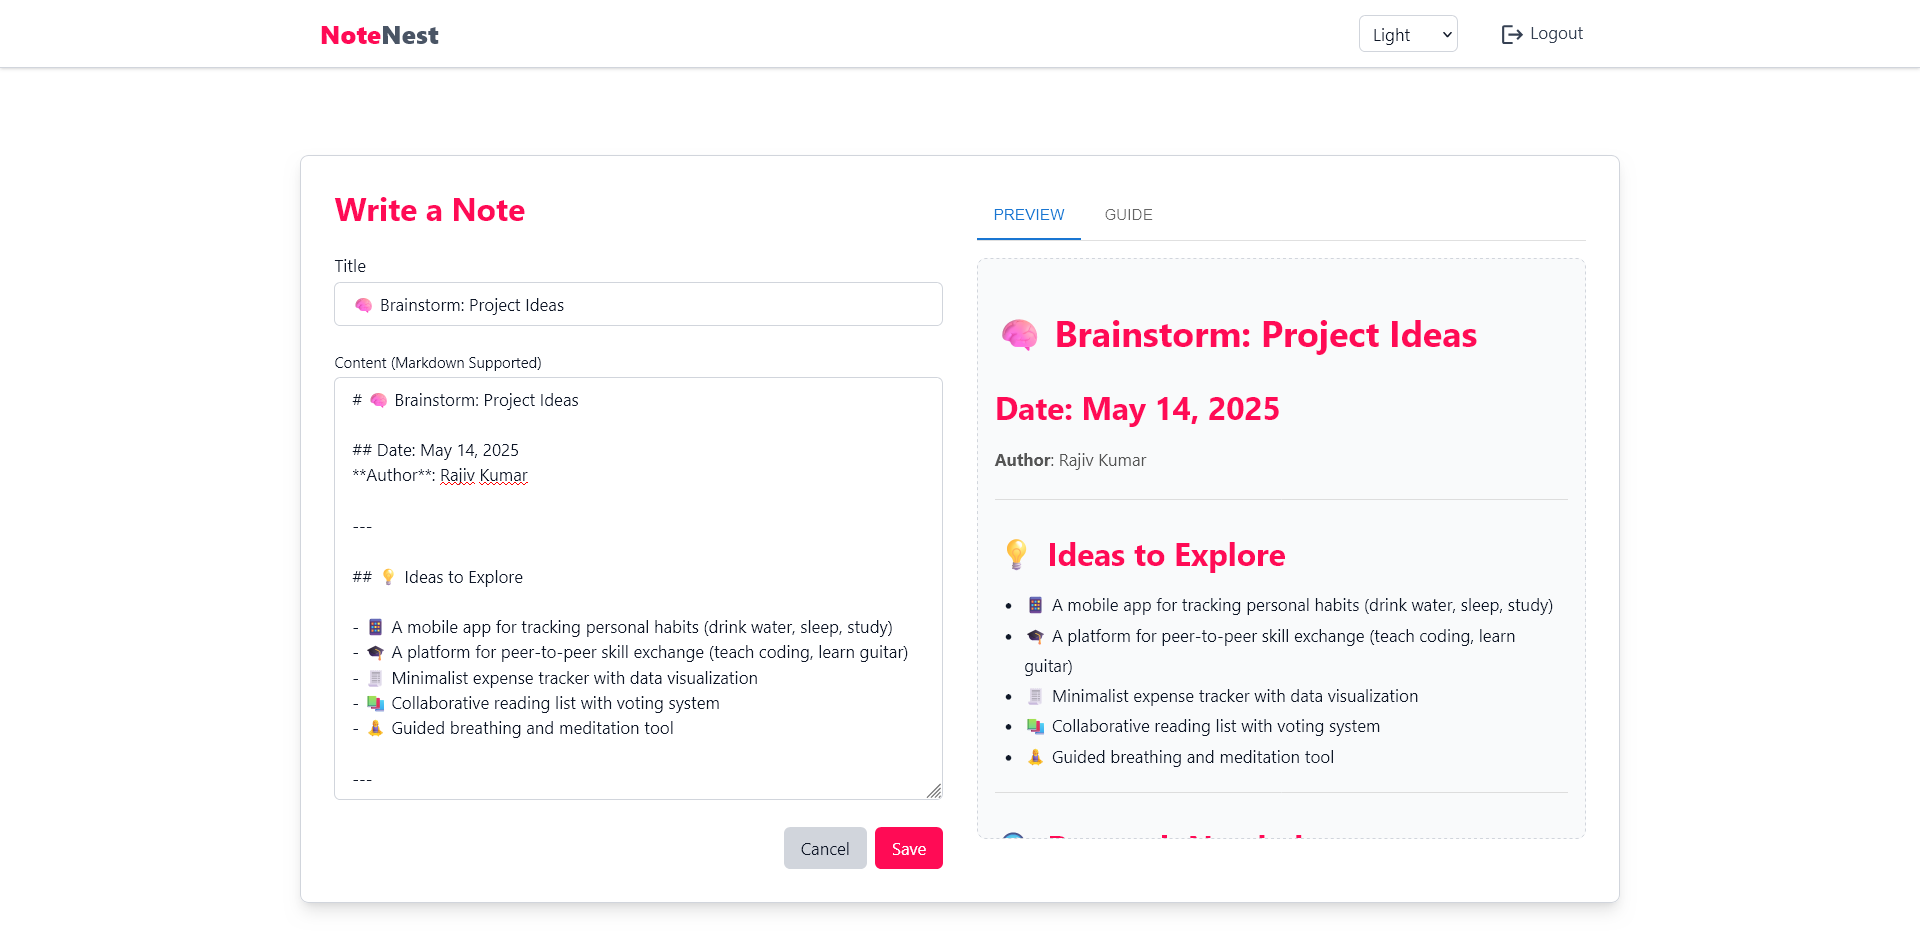 NoteNest
Light
Logout
Write a Note
Title
🧠 Brainstorm: Project Ideas
Content (Markdown Supported)
# 🧠 Brainstorm: Project Ideas
## Date: May 14, 2025
**Author**: Rajiv Kumar
---
## 💡 Ideas to Explore
- 📱 A mobile app for tracking personal habits (drink water, sleep, study)
- 🎓 A platform for peer-to-peer skill exchange (teach coding, learn guitar)
- 🧾 Minimalist expense tracker with data visualization
- 📚 Collaborative reading list with voting system
- 🧘 Guided breathing and meditation tool
---
Cancel
Save
PREVIEW
GUIDE
🧠 Brainstorm: Project Ideas
Date: May 14, 2025
Author: Rajiv Kumar
💡 Ideas to Explore
• 📱 A mobile app for tracking personal habits (drink water, sleep, study)
• 🎓 A platform for peer-to-peer skill exchange (teach coding, learn
guitar)
• 🧾 Minimalist expense tracker with data visualization
• 📚 Collaborative reading list with voting system
• 🧘 Guided breathing and meditation tool